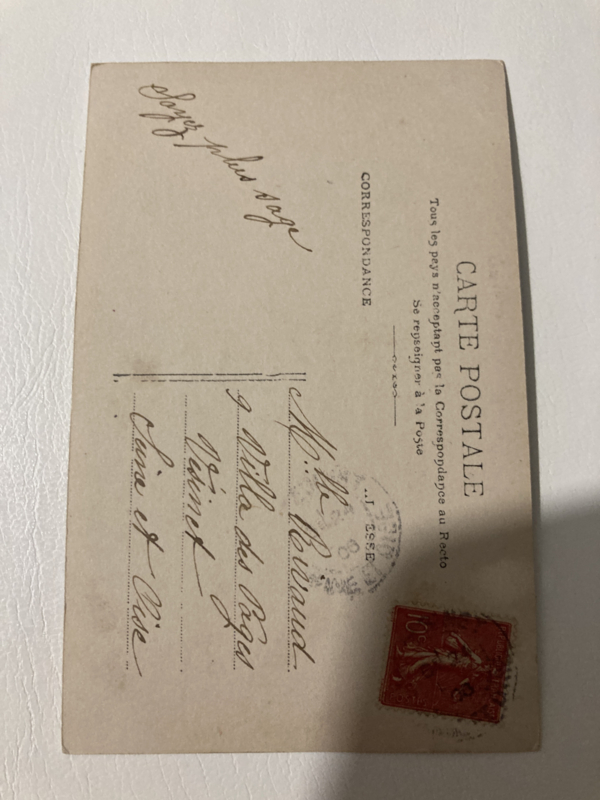 CARTE POSTALE
Tous les pays n'acceptant pas la Correspondance au Recto
Se renseigner à la Poste
CORRESPONDANCE
Soyez plus sage
Mlle
9 Villa des Pages
Vésinet
Seine et Oise
10c